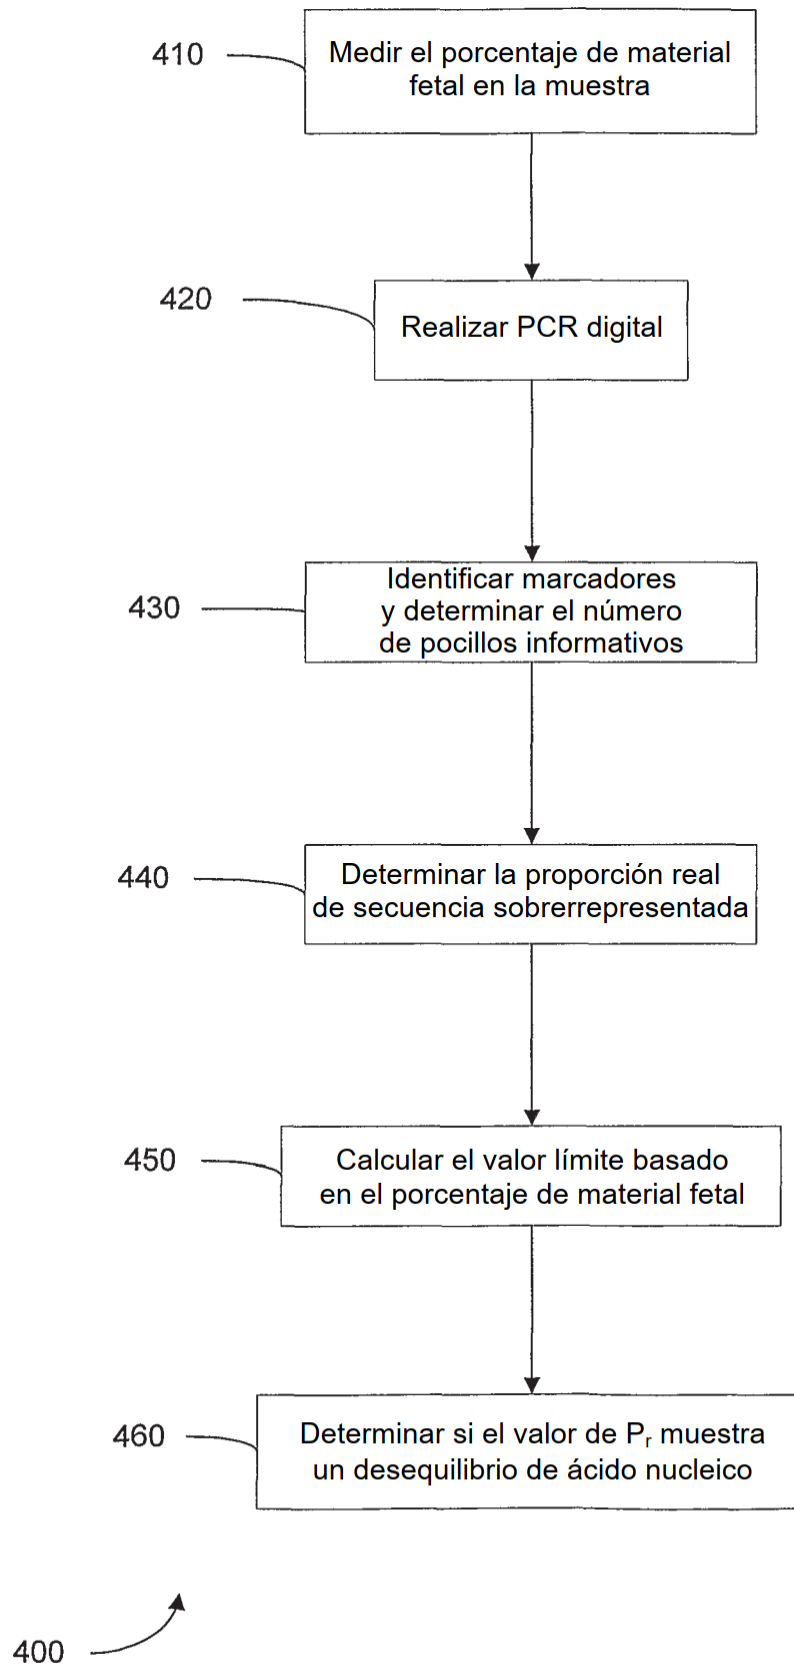 410
Medir el porcentaje de material
fetal en la muestra
420
Realizar PCR digital
430
Identificar marcadores
y determinar el número
de pocillos informativos
440
Determinar la proporción real
de secuencia sobrerrepresentada
450
Calcular el valor límite basado
en el porcentaje de material fetal
460
Determinar si el valor de Pr muestra
un desequilibrio de ácido nucleico
400